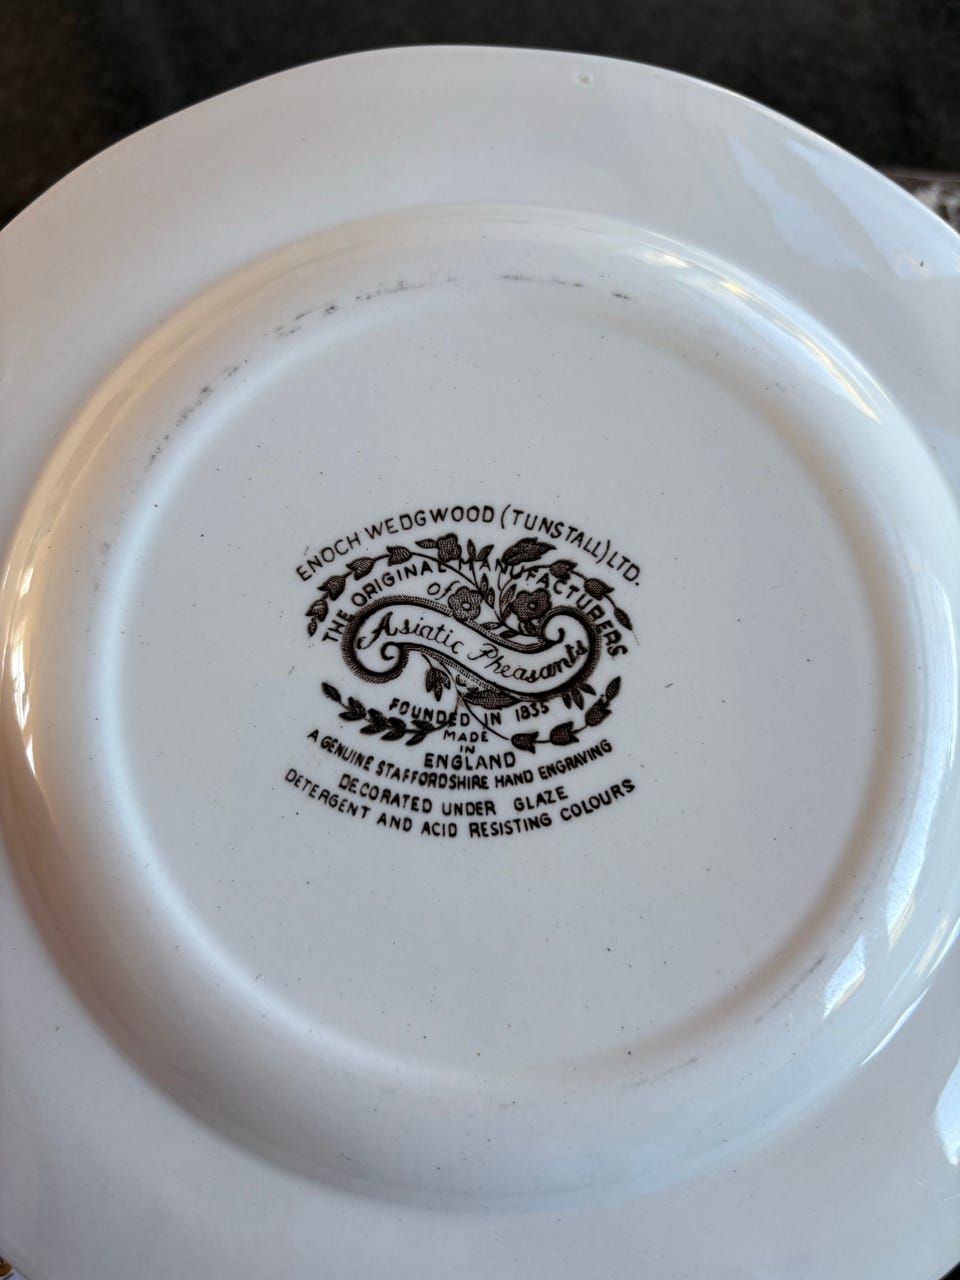 ENOCH WEDGWOOD (TUNSTALL) LTD.
THE ORIGINAL MANUFACTURERS
of
Asiatic Pheasants
FOUNDED IN 1835
MADE
IN
ENGLAND
A GENUINE STAFFORDSHIRE HAND ENGRAVING
DECORATED UNDER GLAZE
DETERGENT AND ACID RESISTING COLOURS